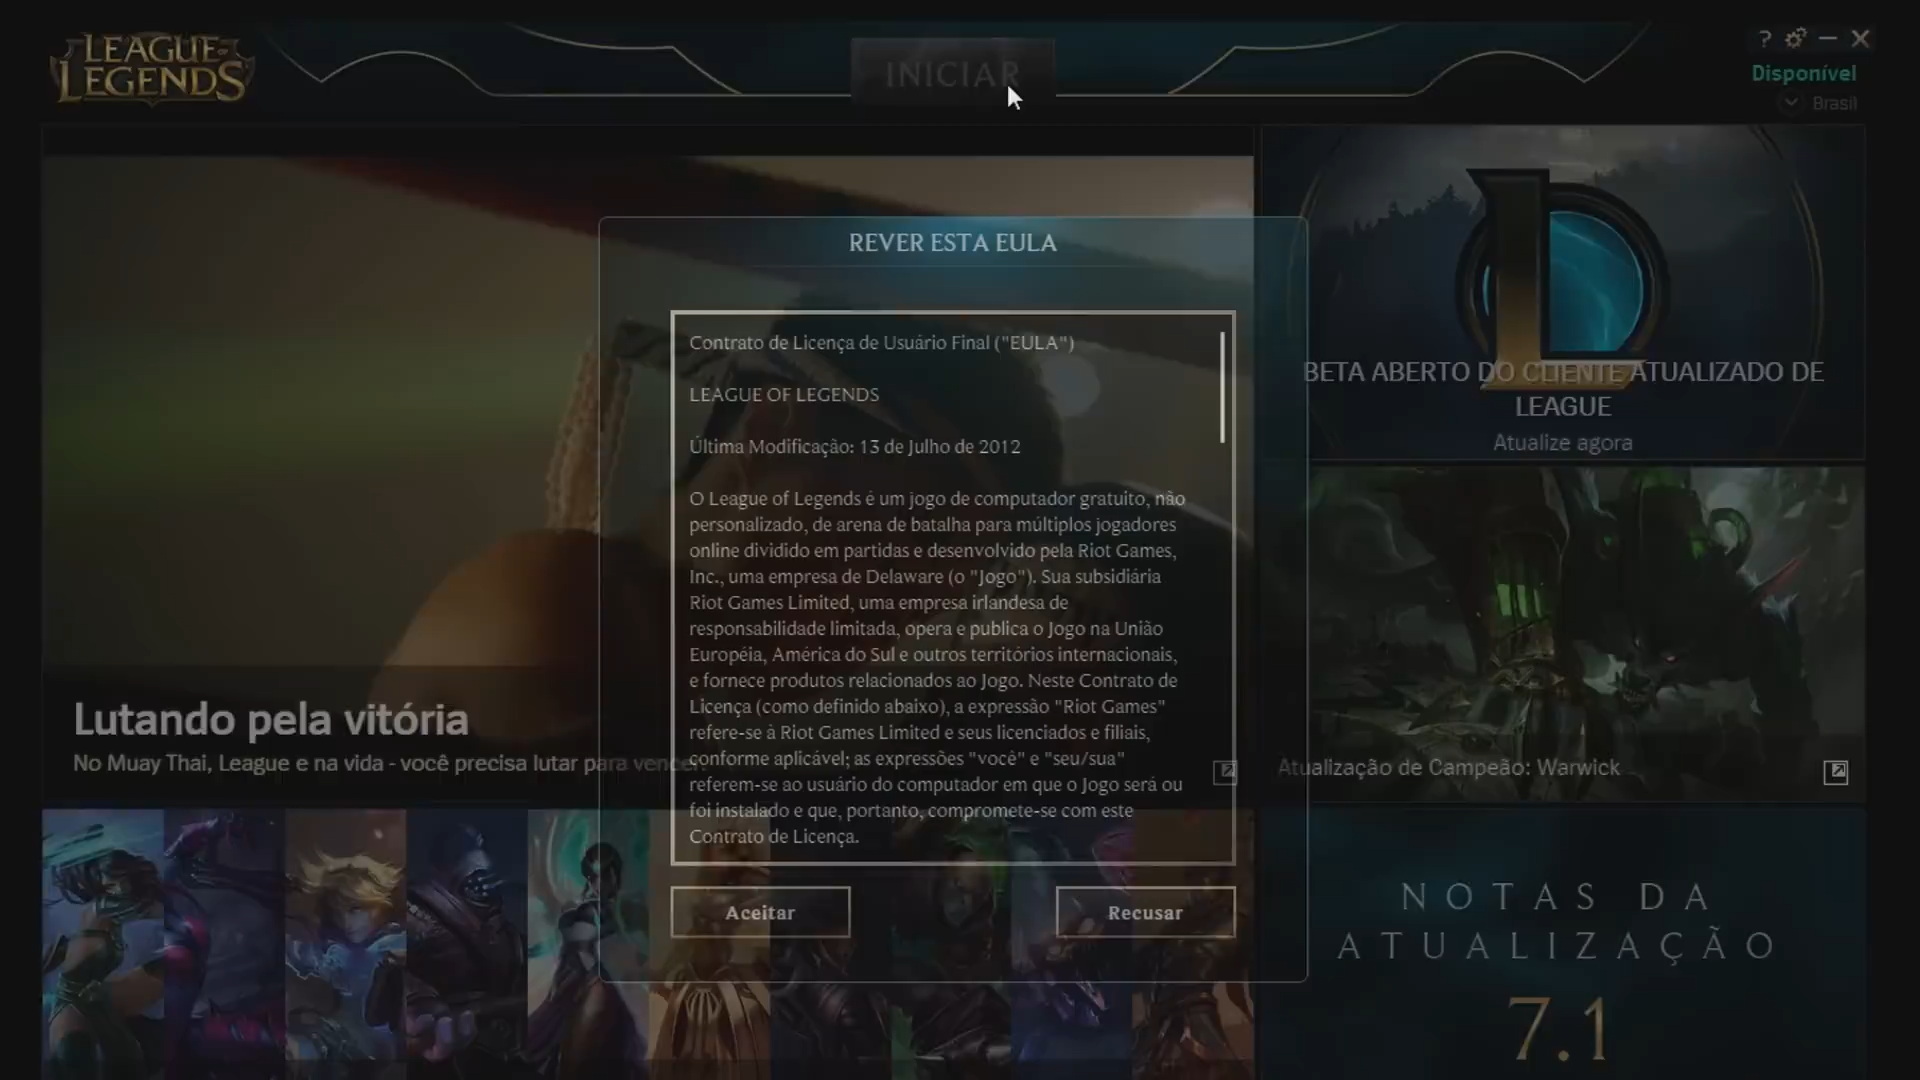 LEAGUE OF
LEGENDS
INICIAR
?
Disponível
Brasil
REVER ESTA EULA
Contrato de Licença de Usuário Final ("EULA")
LEAGUE OF LEGENDS
Última Modificação: 13 de Julho de 2012
O League of Legends é um jogo de computador gratuito, não
personalizado, de arena de batalha para múltiplos jogadores
online dividido em partidas e desenvolvido pela Riot Games,
Inc., uma empresa de Delaware (o "Jogo"). Sua subsidiária
Riot Games Limited, uma empresa irlandesa de
responsabilidade limitada, opera e publica o Jogo na União
Européia, América do Sul e outros territórios internacionais,
e fornece produtos relacionados ao Jogo. Neste Contrato de
Licença (como definido abaixo), a expressão "Riot Games"
refere-se à Riot Games Limited e seus licenciados e filiais,
conforme aplicável; as expressões "você" e "seu/sua"
referem-se ao usuário do computador em que o Jogo será ou
foi instalado e que, portanto, compromete-se com este
Contrato de Licença.
Aceitar
Recusar
Lutando pela vitória
No Muay Thai, League e na vida - você precisa lutar para vencer.
BETA ABERTO DO CLIENTE ATUALIZADO DE
LEAGUE
Atualize agora
Atualização de Campeão: Warwick
NOTAS DA
ATUALIZAÇÃO
7.1